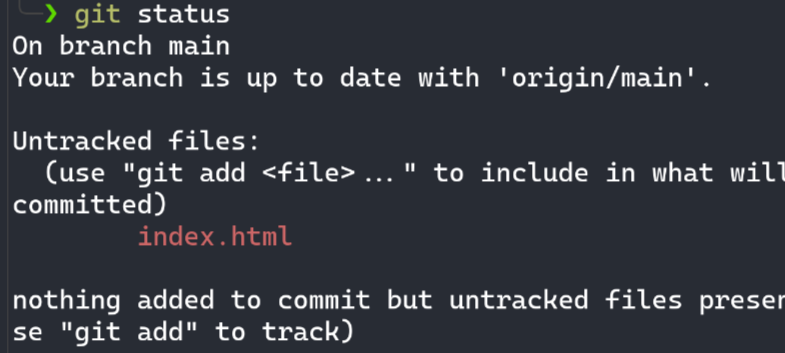 ❯ git status
On branch main
Your branch is up to date with 'origin/main'.
Untracked files:
(use "git add <file>..." to include in what will
committed)
index.html
nothing added to commit but untracked files
se "git add" to track)